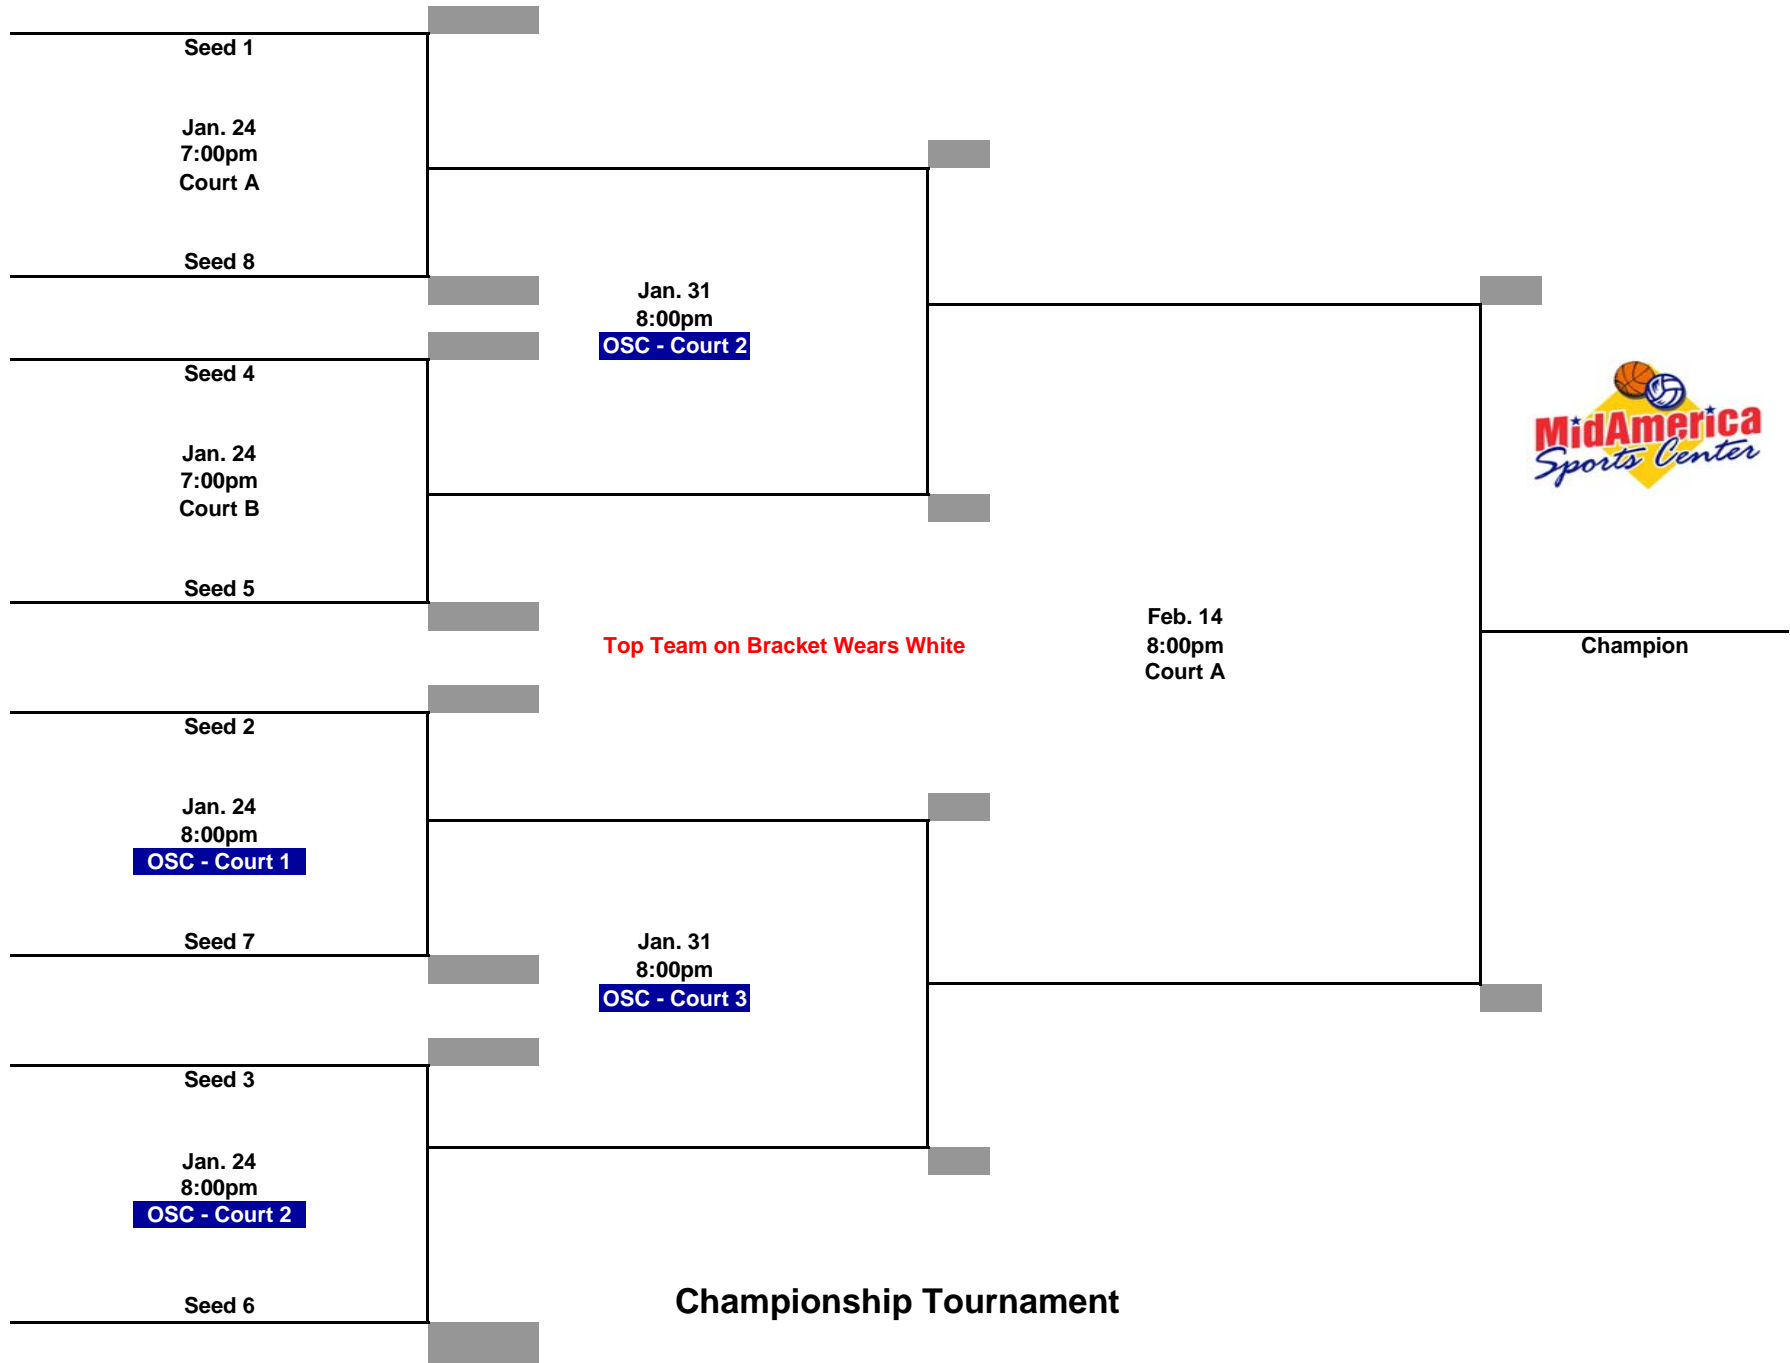 Seed 1
Jan. 24
7:00pm
Court A
Seed 8
Jan. 31
8:00pm
OSC - Court 2
Seed 4
Jan. 24
7:00pm
Court B
Seed 5
MidAmerica
Sports Center
Top Team on Bracket Wears White
Feb. 14
8:00pm
Court A
Champion
Seed 2
Jan. 24
8:00pm
OSC - Court 1
Seed 7
Jan. 31
8:00pm
OSC - Court 3
Seed 3
Jan. 24
8:00pm
OSC - Court 2
Seed 6
Championship Tournament